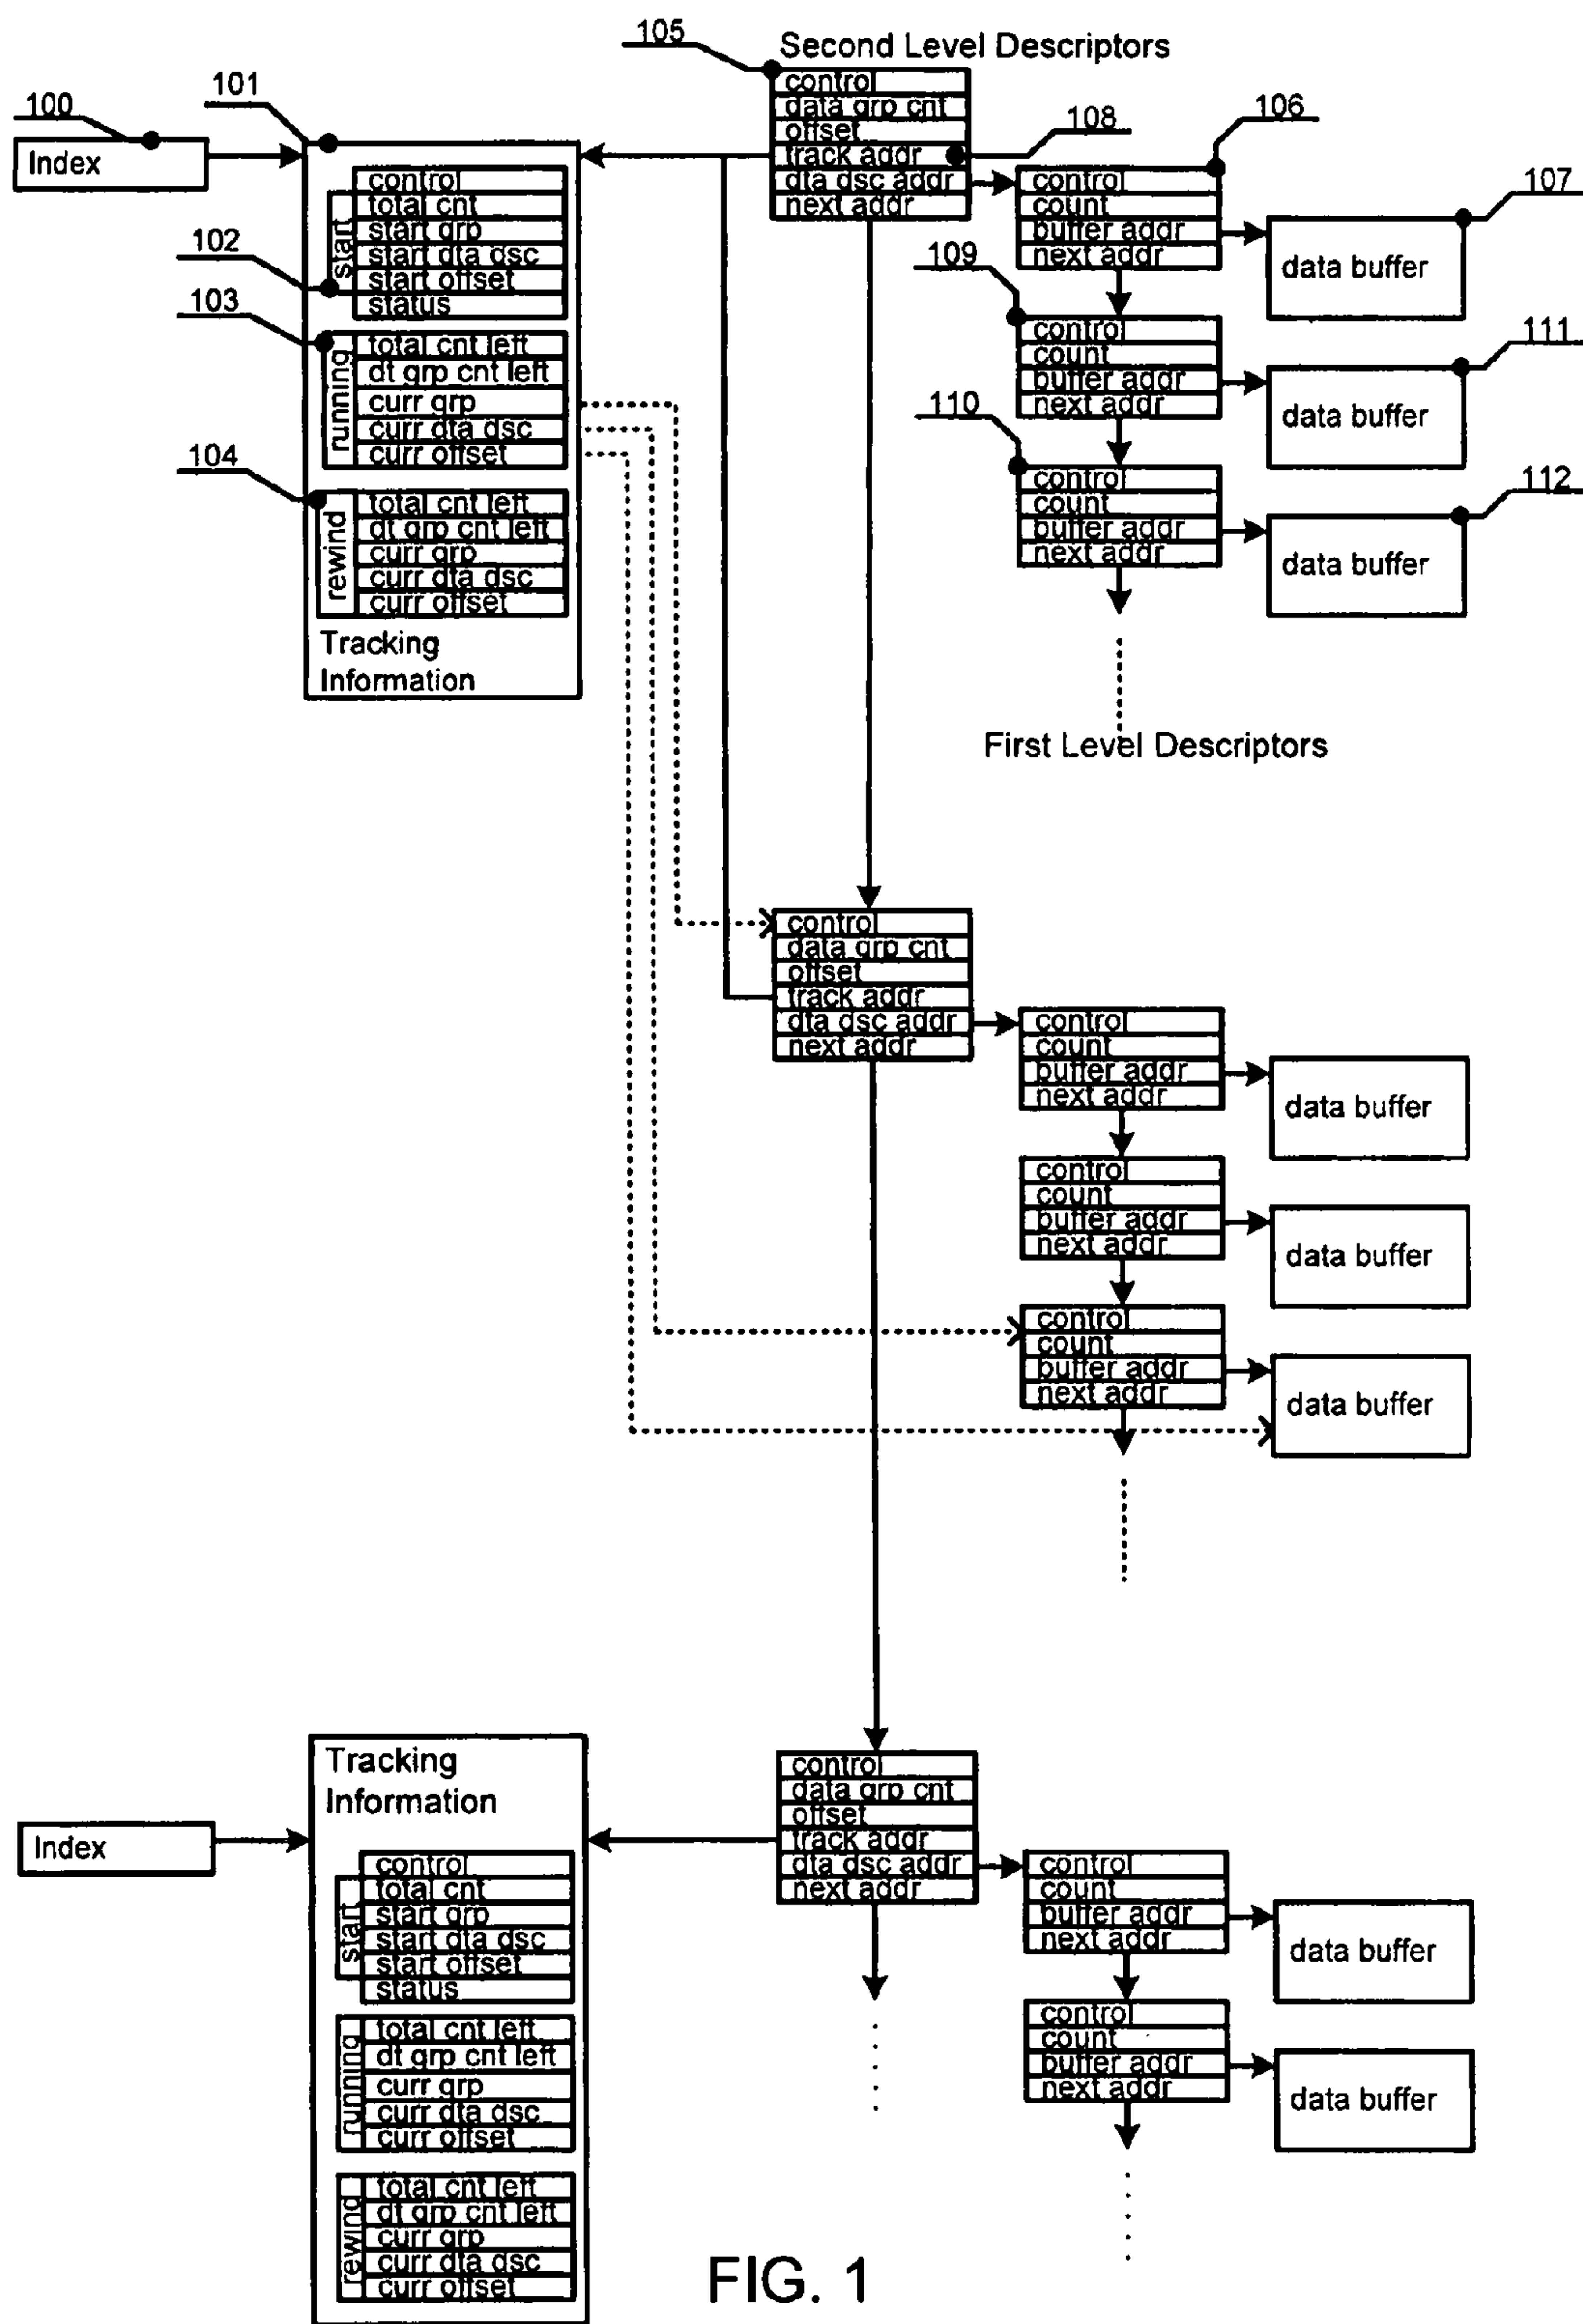 105
Second Level Descriptors
100
101
Index
control
data grp cnt
offset
track addr
dta dsc addr
next addr
108
106
107
control
total cnt
start grp
start dta dsc
start offset
status
start
102
103
total cnt left
dt grp cnt left
curr grp
curr dta dsc
curr offset
running
104
total cnt left
dt grp cnt left
curr grp
curr dta dsc
curr offset
rewind
Tracking
Information
control
count
buffer addr
next addr
data buffer
109
111
control
count
buffer addr
next addr
data buffer
110
112
control
count
buffer addr
next addr
data buffer
First Level Descriptors
control
data grp cnt
offset
track addr
dta dsc addr
next addr
control
count
buffer addr
next addr
data buffer
control
count
buffer addr
next addr
data buffer
control
count
buffer addr
next addr
data buffer
Tracking
Information
Index
control
total cnt
start grp
start dta dsc
start offset
status
start
total cnt left
dt grp cnt left
curr grp
curr dta dsc
curr offset
running
total cnt left
dt grp cnt left
curr grp
curr dta dsc
curr offset
rewind
control
data grp cnt
offset
track addr
dta dsc addr
next addr
control
count
buffer addr
next addr
data buffer
control
count
buffer addr
next addr
data buffer
FIG. 1